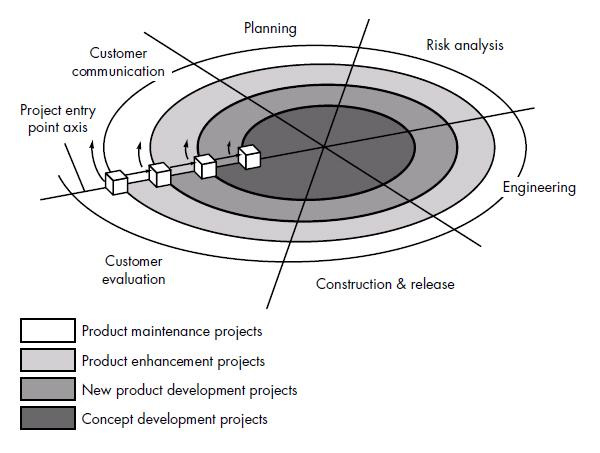 Planning
Risk analysis
Customer
communication
Project entry
point axis
Engineering
Customer
evaluation
Construction & release
Product maintenance projects
Product enhancement projects
New product development projects
Concept development projects